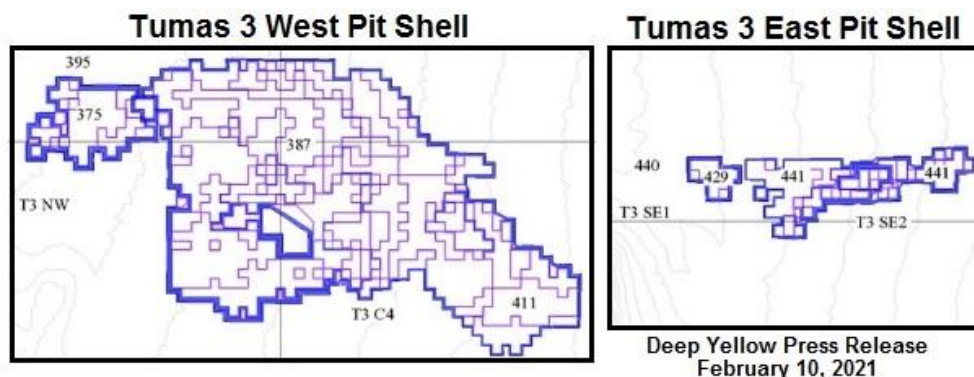 Tumas 3 West Pit Shell
395
375
387
T3 NW
411
T3 C4
Tumas 3 East Pit Shell
440
429
441
441
T3 SE1
T3 SE2
Deep Yellow Press Release
February 10, 2021